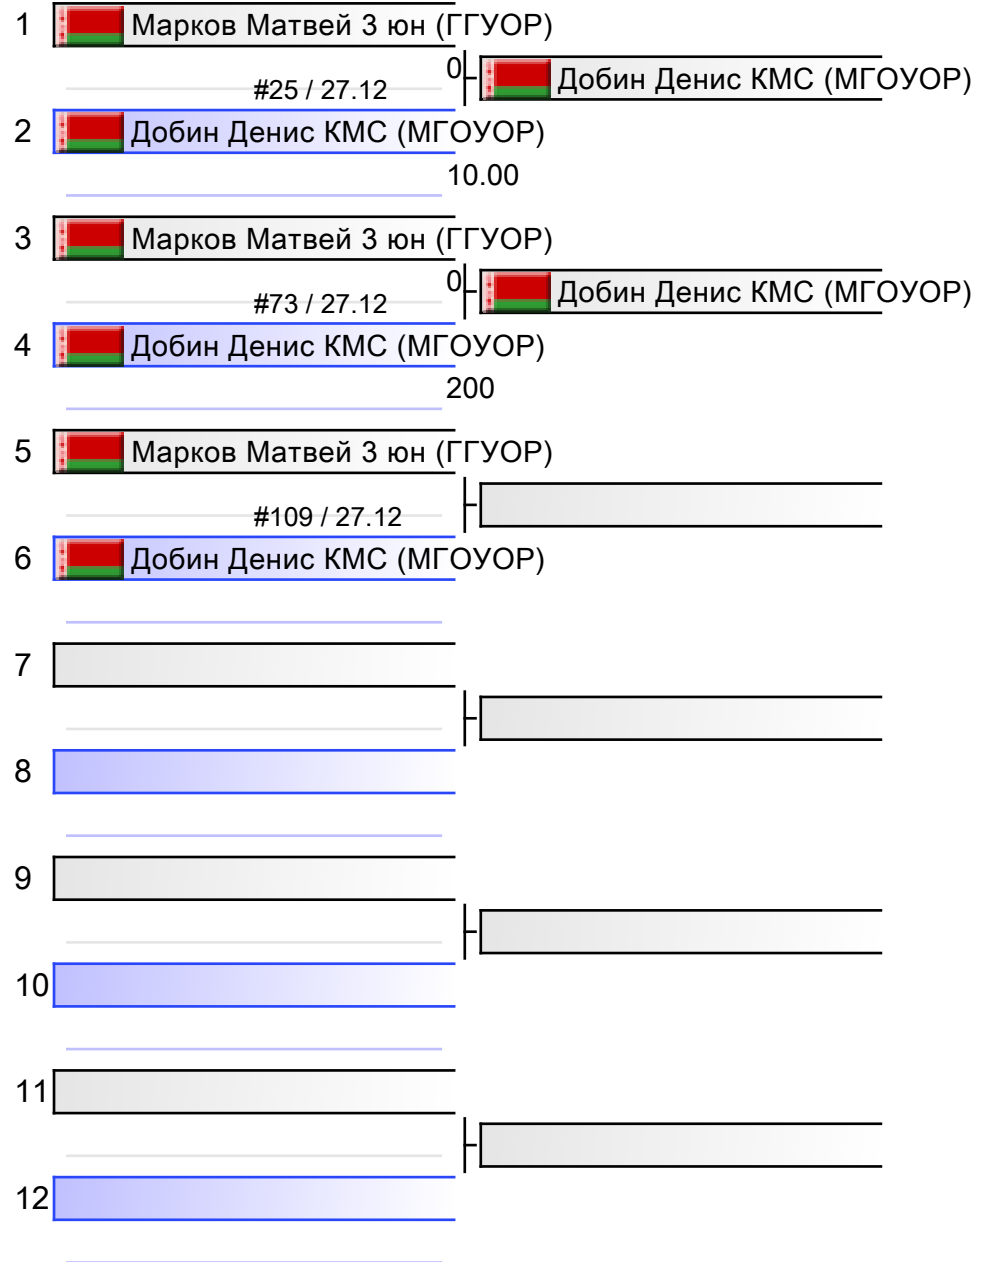 1 Марков Матвей 3 юн (ГГУОР)
0
Добин Денис КМС (МГОУОР)
#25 / 27.12
2 Добин Денис КМС (МГОУОР)
10.00
3 Марков Матвей 3 юн (ГГУОР)
0
Добин Денис КМС (МГОУОР)
#73 / 27.12
4 Добин Денис КМС (МГОУОР)
200
5 Марков Матвей 3 юн (ГГУОР)
#109 / 27.12
6 Добин Денис КМС (МГОУОР)
7
8
9
10
11
12